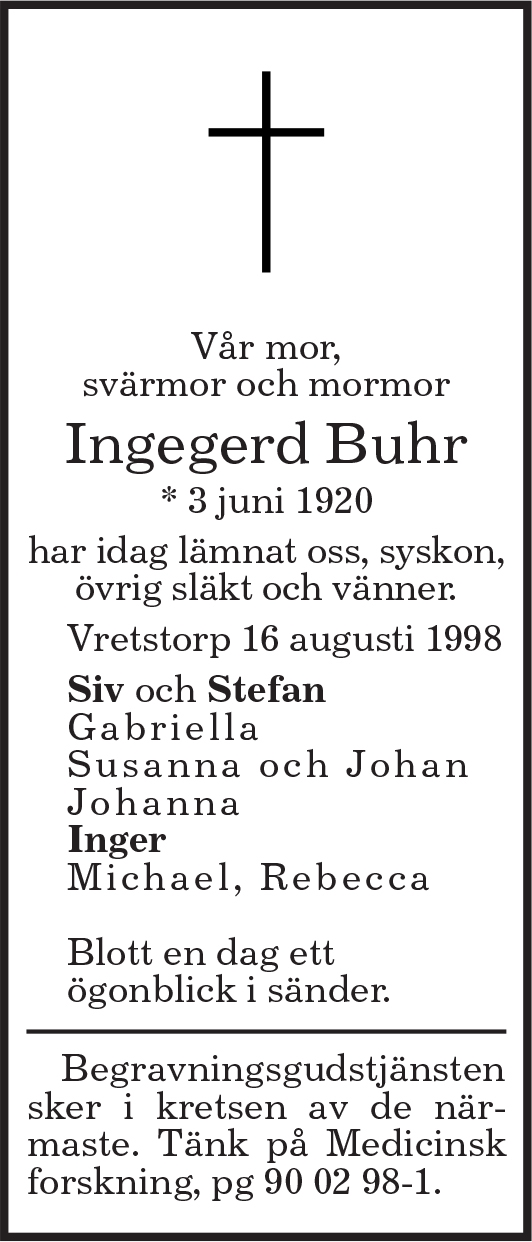 Vår mor,
svärmor och mormor
Ingegerd Buhr
* 3 juni 1920
har idag lämnat oss, syskon,
övrig släkt och vänner.
Vretstorp 16 augusti 1998
Siv och Stefan
Gabriella
Susanna och Johan
Johanna
Inger
Michael, Rebecca
Blott en dag ett
ögonblick i sänder.
Begravningsgudstjänsten
sker i kretsen av de när-
maste. Tänk på Medicinsk
forskning, pg 90 02 98-1.